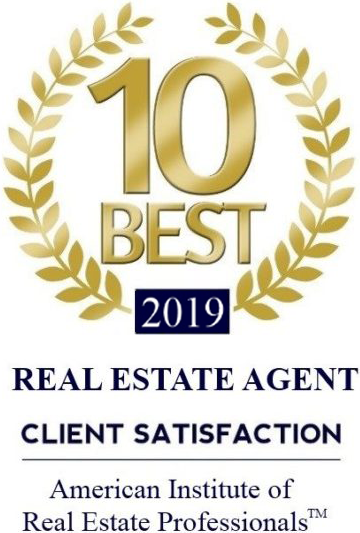 10
BEST
2019
REAL ESTATE AGENT
CLIENT SATISFACTION
American Institute of
Real Estate Professionals™